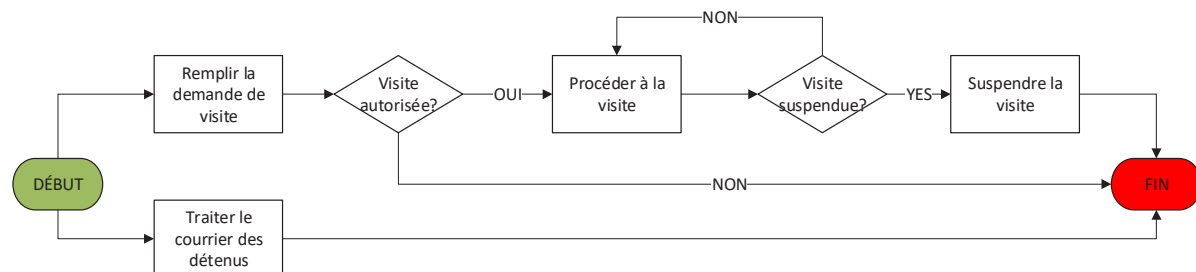 NON
Remplir la
demande de
visite
Visite
autorisée?
OUI
Procéder à la
visite
Visite
suspendue?
YES
Suspendre la
visite
DÉBUT
NON
FIN
Traiter le
courrier des
détenus